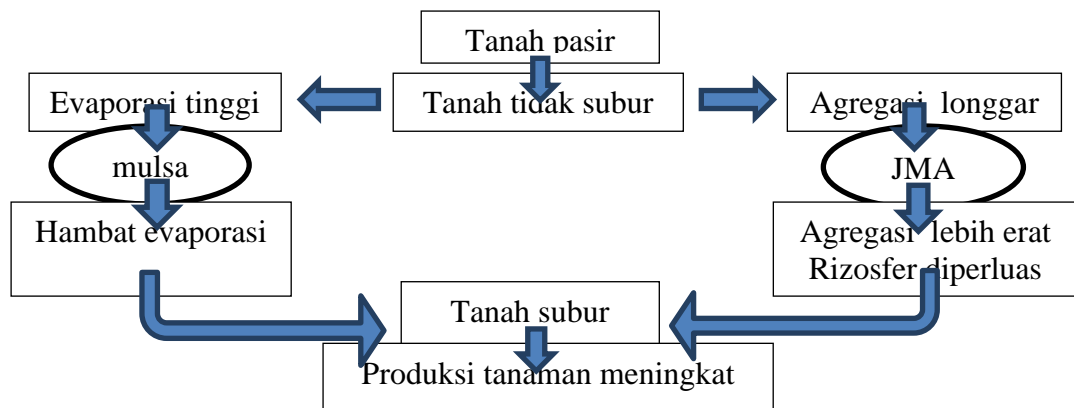 Tanah pasir
Evaporasi tinggi
Tanah tidak subur
Agregasi longgar
mulsa
JMA
Hambat evaporasi
Agregasi lebih erat
Rizosfer diperluas
Tanah subur
Produksi tanaman meningkat